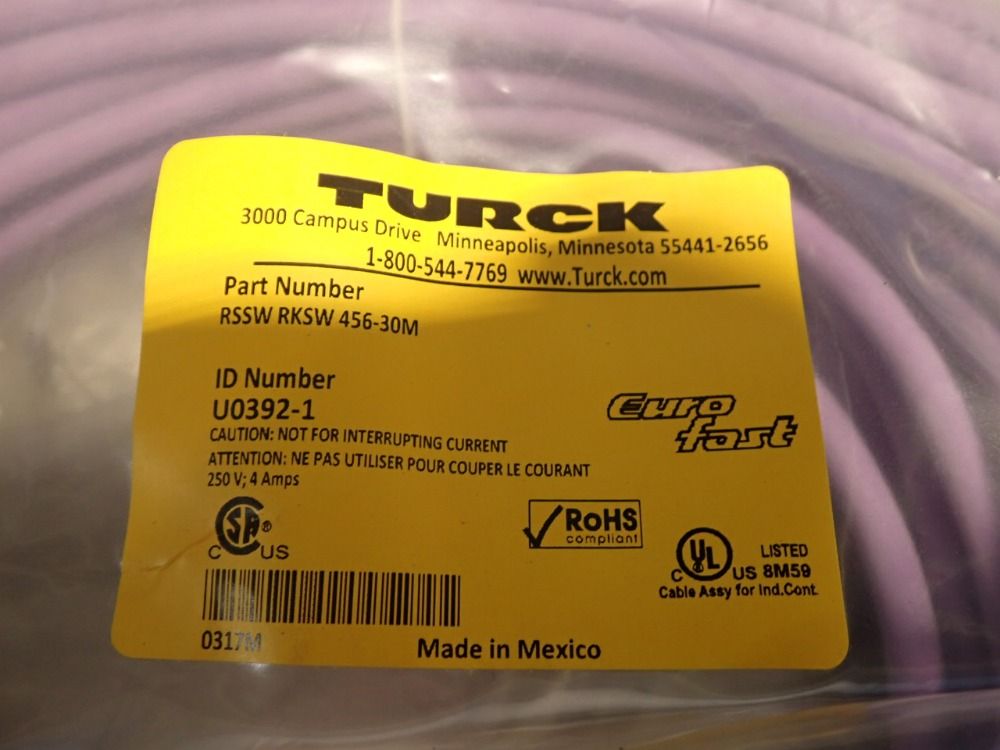 TURCK
3000 Campus Drive Minneapolis, Minnesota 55441-2656
1-800-544-7769 www.Turck.com
Part Number
RSSW RKSW 456-30M
ID Number
U0392-1
Euro
fast
CAUTION: NOT FOR INTERRUPTING CURRENT
ATTENTION: NE PAS UTILISER POUR COUPER LE COURANT
250 V; 4 Amps
SA®
C US
RoHS
compliant
UL
C US
LISTED
8M59
Cable Assy for Ind.Cont.
0317M
Made in Mexico